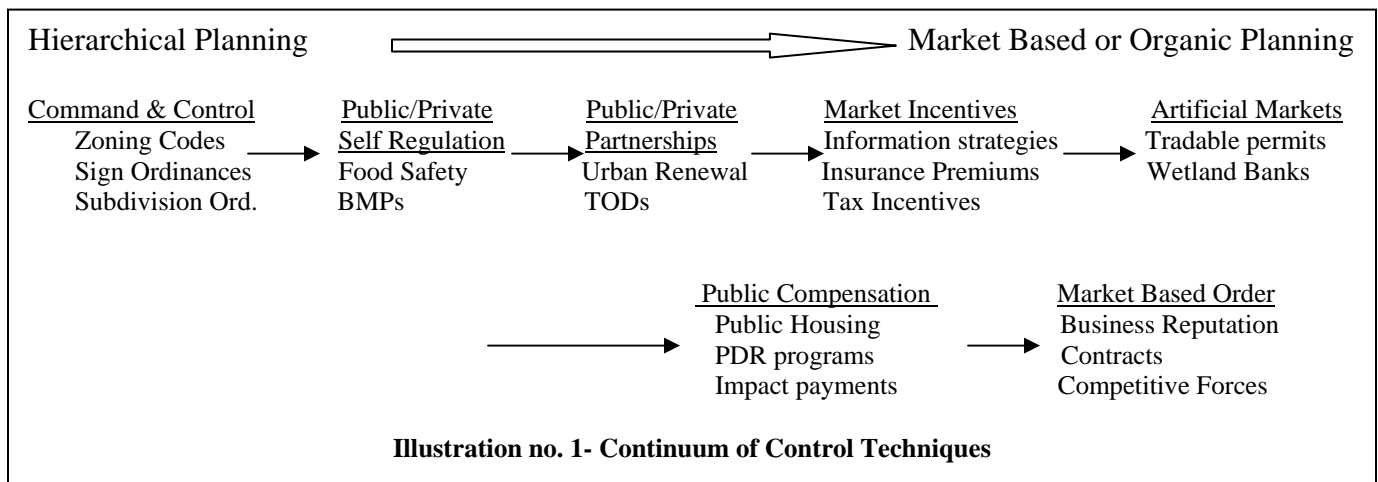 Hierarchical Planning Market Based or Organic Planning
Command & Control Public/Private Public/Private Market Incentives Artificial Markets
Zoning Codes Self Regulation Partnerships Information strategies Tradable permits
Sign Ordinances Food Safety Urban Renewal Insurance Premiums Wetland Banks
Subdivision Ord. BMPs TODs Tax Incentives
Public Compensation Market Based Order
Public Housing Business Reputation
PDR programs Contracts
Impact payments Competitive Forces
Illustration no. 1- Continuum of Control Techniques